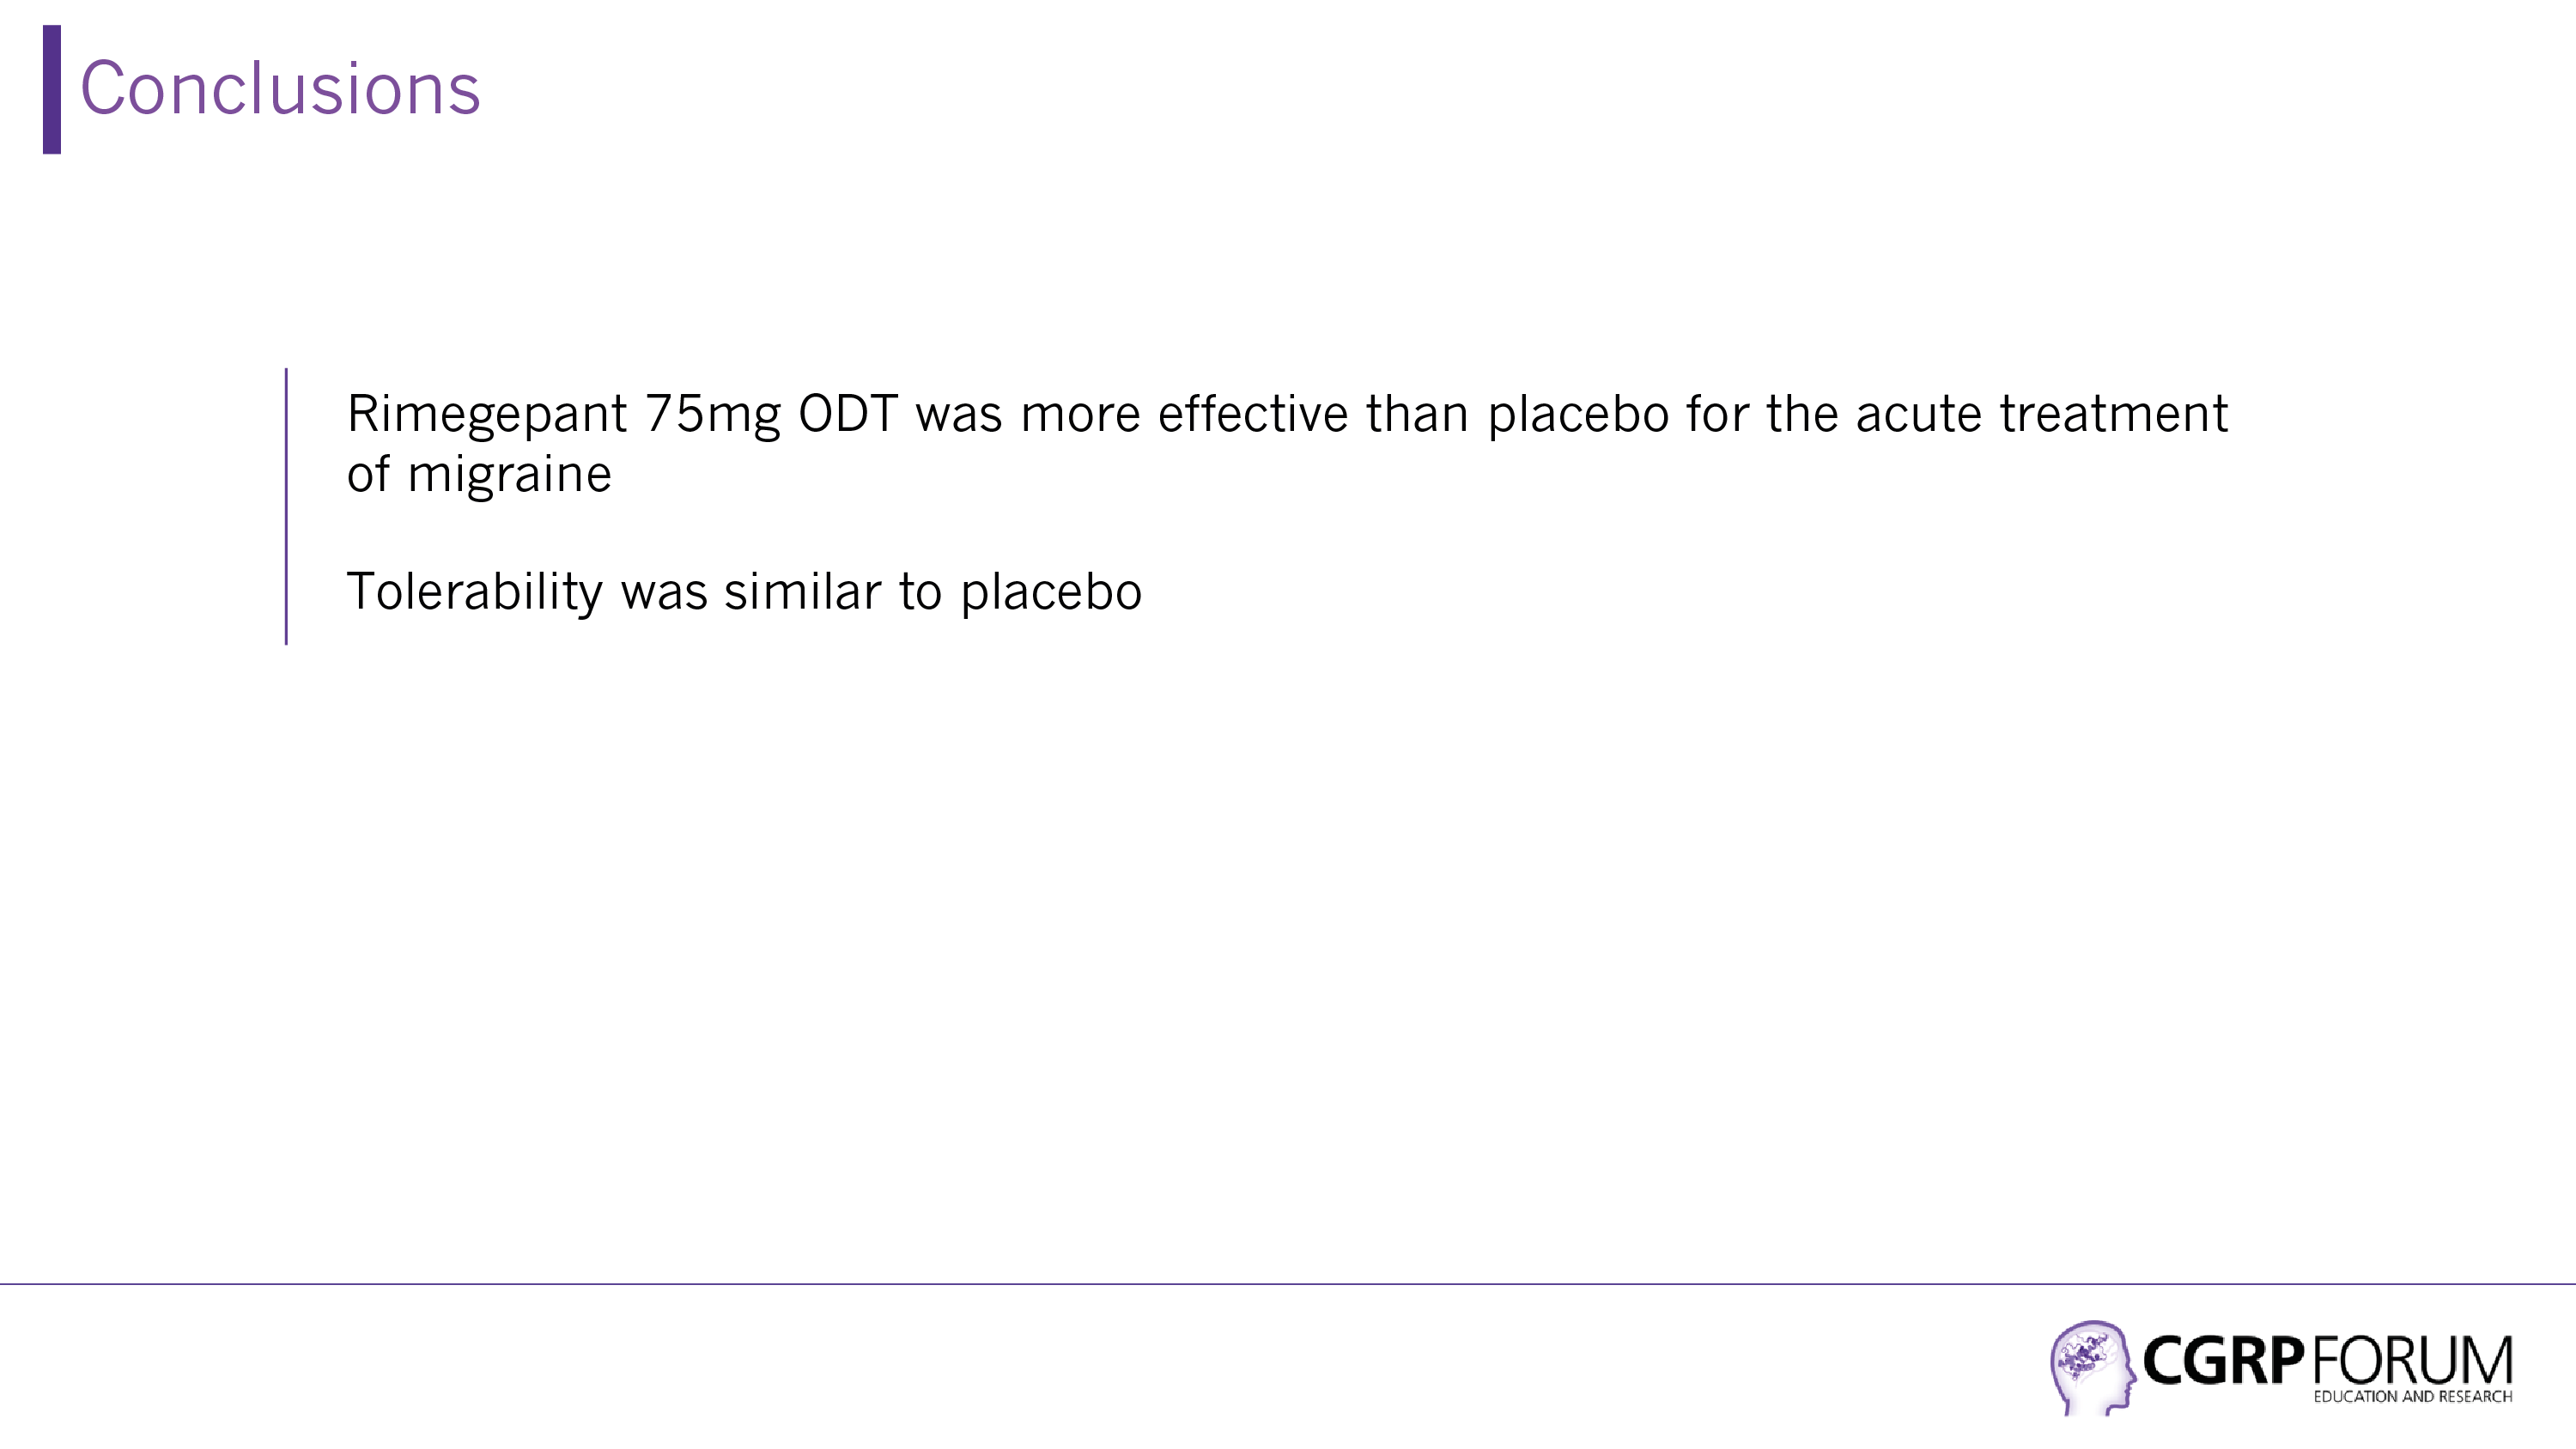 Conclusions
Rimegepant 75mg ODT was more effective than placebo for the acute treatment
of migraine
Tolerability was similar to placebo
CGRP FORUM
EDUCATION AND RESEARCH